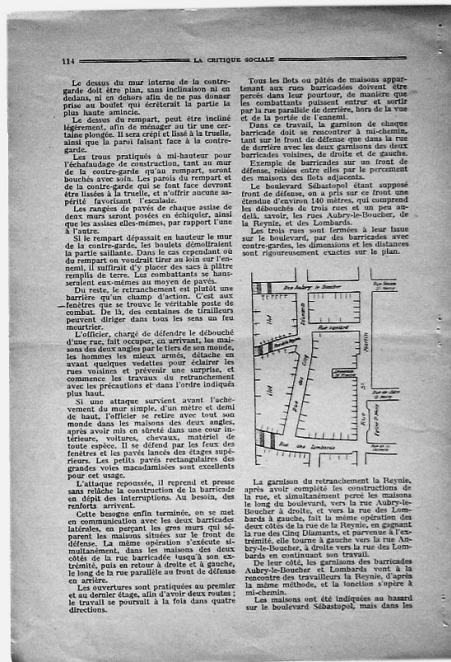 114
LA CRITIQUE SOCIALE
Le dessus du mur interne de la contre-
garde doit être plan, sans inclinaison ni en
dedans, ni en dehors afin de ne pas donner
prise au boulet qui écrêterait la partie la
plus haute amincie.
Le dessus du rempart, peut être incliné
légèrement, afin de ménager au tir une cer-
taine plongée. Il sera crépi et lissé à la truelle,
ainsi que la paroi faisant face à la contre-
garde.
Les trous pratiqués à mi-hauteur pour
l'échafaudage de construction, tant au mur
de la contre-garde qu'au rempart, seront
bouchés avec soin. Les parois du rempart et
de la contre-garde qui se font face devront
être lissées à la truelle, et n'offrir aucune as-
périté favorisant l'escalade.
Les rangées de pavés de chaque assise de
deux murs seront posées en échiquier, ainsi
que les assises elles-mêmes, par rapport l'une
à l'autre.
Si le rempart dépassait en hauteur le mur
de la contre-garde, les boulets démoliraient
la partie saillante. Dans le cas cependant où
du rempart on voudrait tirer au loin sur l'en-
nemi, il suffirait d'y placer des sacs à plâtre
remplis de terre. Les combattants se haus-
seraient eux-mêmes au moyen de pavés.
Du reste, le retranchement est plutôt une
barrière qu'un champ d'action. C'est aux
fenêtres que se trouve le véritable poste de
combat. De là, des centaines de tirailleurs
peuvent diriger dans tous les sens un feu
meurtrier.
L'officier, chargé de défendre le débouché
d'une rue, fait occuper, en arrivant, les mai-
sons des deux angles par le tiers de son monde,
les hommes les mieux armés, détache en
avant quelques vedettes pour éclairer les
rues voisines et prévenir une surprise, et
commence les travaux du retranchement
avec les précautions et dans l'ordre indiqués
plus haut.
Si une attaque survient avant l'achè-
vement du mur simple, d'un mètre et demi
de haut, l'officier se retire avec tout son
monde dans les maisons des deux angles,
après avoir mis en sûreté dans une cour in-
térieure, voitures, chevaux, matériel de
toute espèce. Il se défend par les feux des
fenêtres et les pavés lancés des étages supé-
rieurs. Les petits pavés rectangulaires des
grandes voies macadamisées sont excellents
pour cet usage.
L'attaque repoussée, il reprend et presse
sans relâche la construction de la barricade
en dépit des interruptions. Au besoin, des
renforts arrivent.
Cette besogne enfin terminée, on se met
en communication avec les deux barricades
latérales, en perçant les gros murs qui sé-
parent les maisons situées sur le front de
défense. La même opération s'exécute si-
multanément, dans les maisons des deux
côtés de la rue barricadée jusqu'à son ex-
trémité, puis en retour à droite et à gauche,
le long de la rue parallèle au front de défense
en arrière.
Les ouvertures sont pratiquées au premier
et au dernier étage, afin d'avoir deux routes ;
le travail se poursuit à la fois dans quatre
directions.
Tous les îlots ou pâtés de maisons appar-
tenant aux rues barricadées doivent être
percés dans leur pourtour, de manière que
les combattants puissent entrer et sortir
par la rue parallèle de derrière, hors de la vue
et de la portée de l'ennemi.
Dans ce travail, la garnison de chaque
barricade doit se rencontrer à mi-chemin,
tant sur le front de défense que dans la rue
de derrière avec les deux garnisons des deux
barricades voisines, de droite et de gauche.
Exemple de barricades sur un front de
défense, reliées entre elles par le percement
des maisons des îlots adjacents.
Le boulevard Sébastopol étant supposé
front de défense, on a pris sur ce front une
étendue d'environ 140 mètres, qui comprend
les débouchés de trois rues et un peu au-
delà, savoir, les rues Aubry-le-Boucher, de
la Reynie, et des Lombards.
Les trois rues sont fermées à leur issue
sur le boulevard, par des barricades avec
contre-gardes, les dimensions et les distances
sont rigoureusement exactes sur le plan.
Rue Aubry le Boucher
Ilot
Rue des Cinq
Rue des Lombards
Ilot
Martin
St
Rue
La garnison du retranchement la Reynie,
après avoir complété les constructions de
la rue, et simultanément percé les maisons
le long du boulevard, vers la rue Aubry-le-
Boucher à droite, et vers la rue des Lom-
bards à gauche, fait la même opération des
deux côtés de la rue de la Reynie, en gagnant
la rue des Cinq Diamants, et parvenue à l'ex-
trémité, elle tourne à gauche vers la rue Au-
bry-le-Boucher, à droite vers la rue des Lom-
bards en continuant son travail.
De leur côté, les garnisons des barricades
Aubry-le-Boucher et Lombards vont à la
rencontre des travailleurs la Reynie, d'après
la même méthode, et la jonction s'opère à
mi-chemin.
Les maisons ont été indiquées au hasard
sur le boulevard Sébastopol, mais dans les